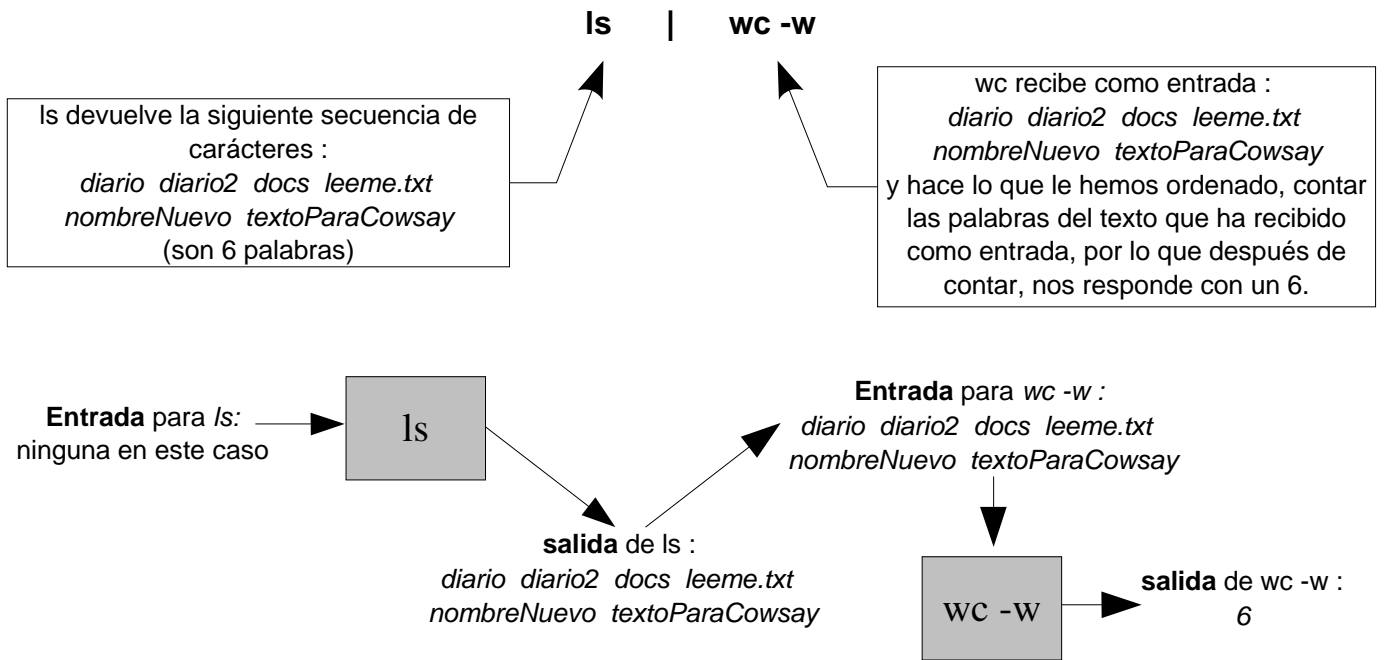 ls | wc -w
ls devuelve la siguiente secuencia de
carácteres :
diario diario2 docs leeme.txt
nombreNuevo textoParaCowsay
(son 6 palabras)
wc recibe como entrada :
diario diario2 docs leeme.txt
nombreNuevo textoParaCowsay
y hace lo que le hemos ordenado, contar
las palabras del texto que ha recibido
como entrada, por lo que después de
contar, nos responde con un 6.
Entrada para ls:
ninguna en este caso
ls
salida de ls :
diario diario2 docs leeme.txt
nombreNuevo textoParaCowsay
Entrada para wc -w :
diario diario2 docs leeme.txt
nombreNuevo textoParaCowsay
wc -w
salida de wc -w :
6